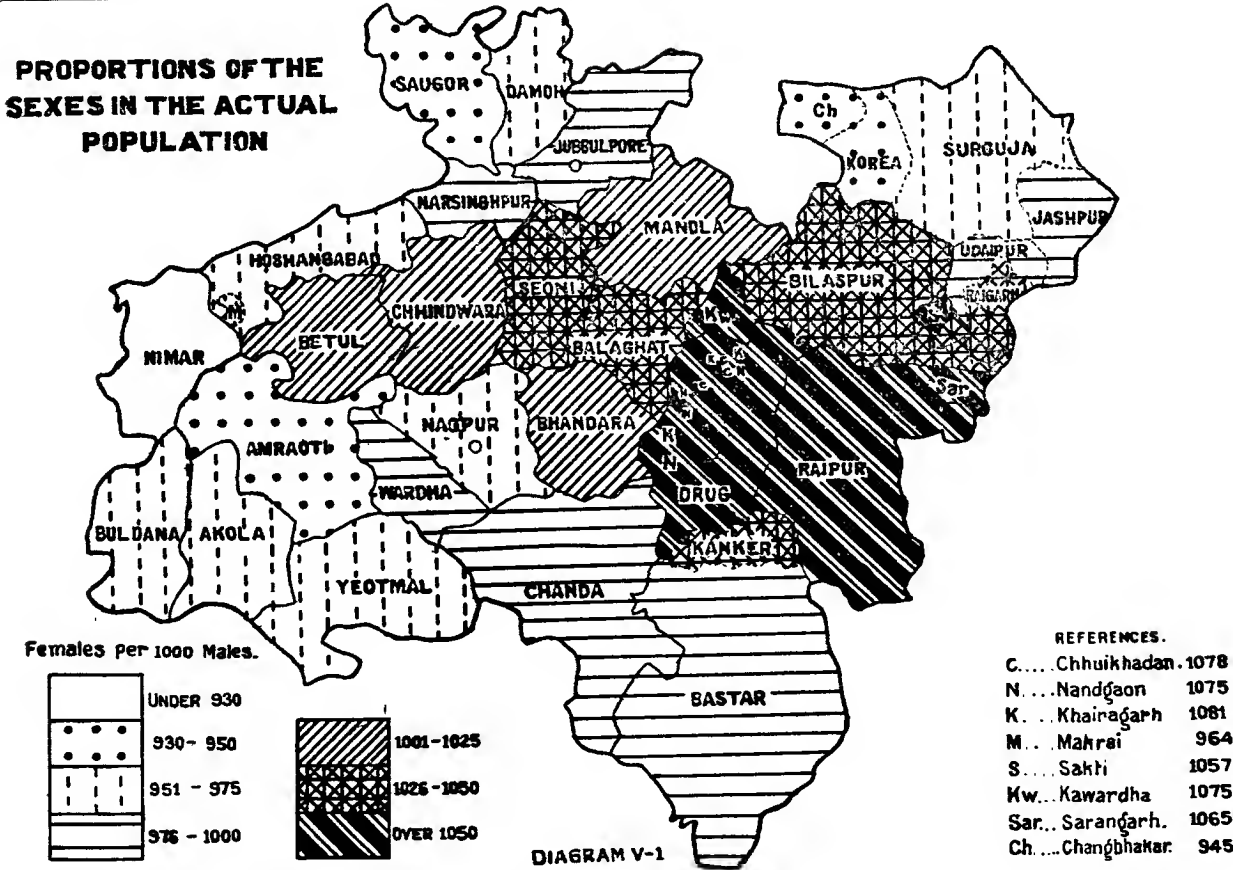 PROPORTIONS OF THE
SEXES IN THE ACTUAL
POPULATION
SAUGOR
DAMOH
JUBBULPORE
NARSINGHPUR
MANDLA
Ch
KOREA
SURGUJA
JASHPUR
UDAIPUR
RAIGARH
BILASPUR
HOSHANGABAD
M
CHHINDWARA
SEONI
BETUL
BALAGHAT
Kw.
NIMAR
AMRAOTI
NAGPUR
BHANDARA
K
N
DRUG
RAIPUR
Sar.
WARDHA
BULDANA
AKOLA
YEOTMAL
CHANDA
KANKER
BASTAR
Females Per 1000 Males.
UNDER 930
930-950
951-975
976-1000
1001-1025
1026-1050
OVER 1050
DIAGRAM V-1
REFERENCES.
C.....Chhuikhadan.1078
N....Nandgaon 1075
K....Khairagarh 1081
M...Makrai 964
S....Sakti 1057
Kw...Kawardha 1075
Sar...Sarangarh. 1065
Ch....Changbhakar. 945